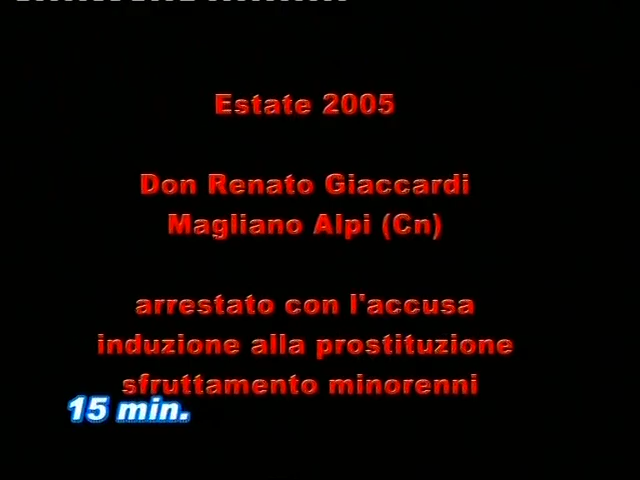 Estate 2005
Don Renato Giaccardi
Magliano Alpi (Cn)
arrestato con l'accusa
induzione alla prostituzione
sfruttamento minorenni
15 min.